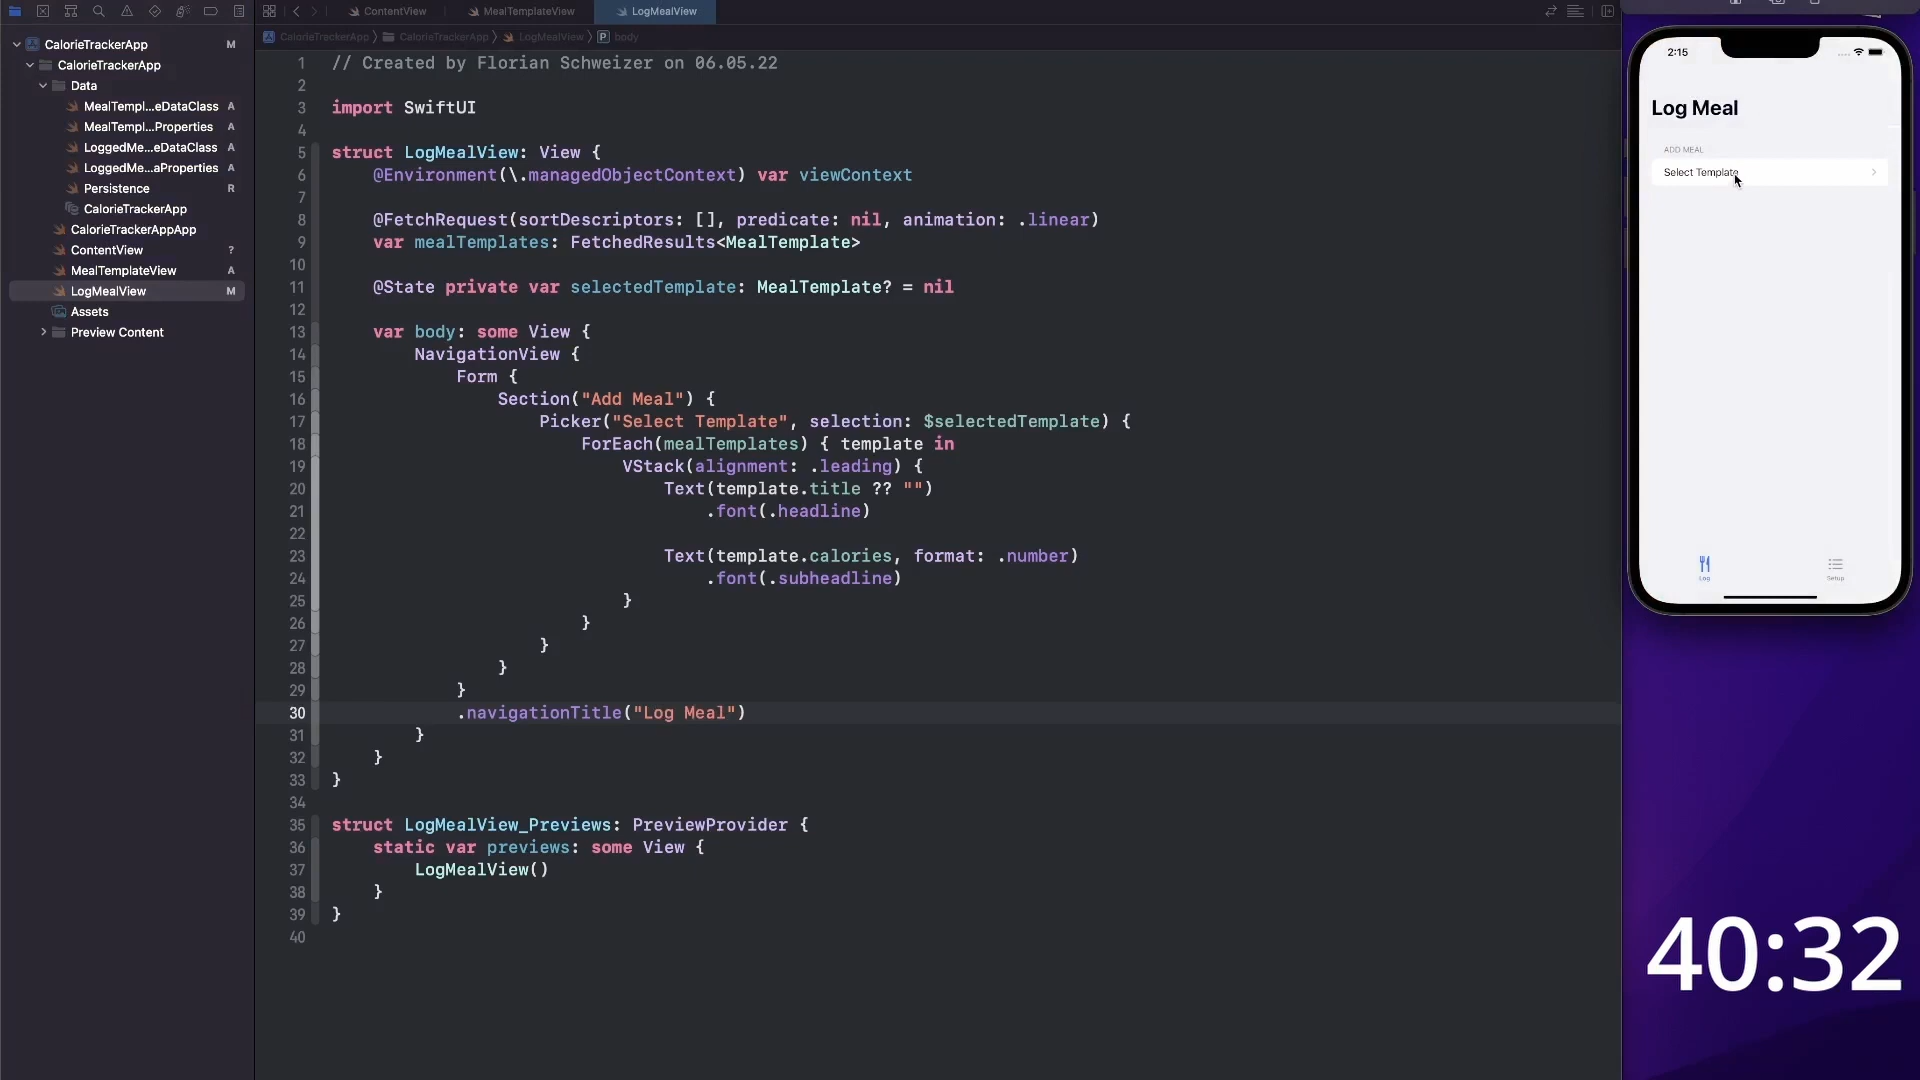 ContentView
MealTemplateView
LogMealView
CalorieTrackerApp
M
CalorieTrackerApp
Data
MealTempl...eDataClass A
MealTempl...Properties A
LoggedMe...eDataClass A
LoggedMe...aProperties A
Persistence R
CalorieTrackerApp
CalorieTrackerAppApp
ContentView ?
MealTemplateView A
LogMealView M
Assets
Preview Content
CalorieTrackerApp CalorieTrackerApp LogMealView P body
1 // Created by Florian Schweizer on 06.05.22
2
3 import SwiftUI
4
5 struct LogMealView: View {
6 @Environment(\.managedObjectContext) var viewContext
7
8 @FetchRequest(sortDescriptors: [], predicate: nil, animation: .linear)
9 var mealTemplates: FetchedResults<MealTemplate>
10
11 @State private var selectedTemplate: MealTemplate? = nil
12
13 var body: some View {
14 NavigationView {
15 Form {
16 Section("Add Meal") {
17 Picker("Select Template", selection: $selectedTemplate) {
18 ForEach(mealTemplates) { template in
19 VStack(alignment: .leading) {
20 Text(template.title ?? "")
21 .font(.headline)
22
23 Text(template.calories, format: .number)
24 .font(.subheadline)
25 }
26 }
27 }
28 }
29 }
30 .navigationTitle("Log Meal")
31 }
32 }
33 }
34
35 struct LogMealView_Previews: PreviewProvider {
36 static var previews: some View {
37 LogMealView()
38 }
39 }
40
2:15
Log Meal
ADD MEAL
Select Template
Log
Setup
40:32